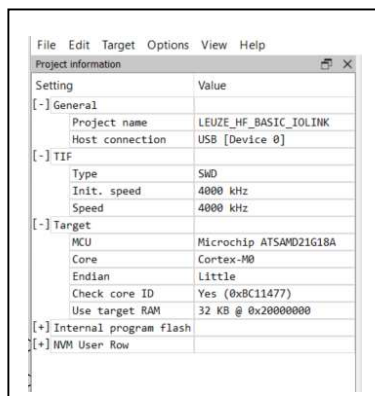 File Edit Target Options View Help
Project information
Setting Value
[-] General
Project name LEUZE_HF_BASIC_IOLINK
Host connection USB [Device 0]
[-] TIF
Type SWD
Init. speed 4000 kHz
Speed 4000 kHz
[-] Target
MCU Microchip ATSAMD21G18A
Core Cortex-M0
Endian Little
Check core ID Yes (0xBC11477)
Use target RAM 32 KB @ 0x20000000
[+] Internal program flash
[+] NVM User Row